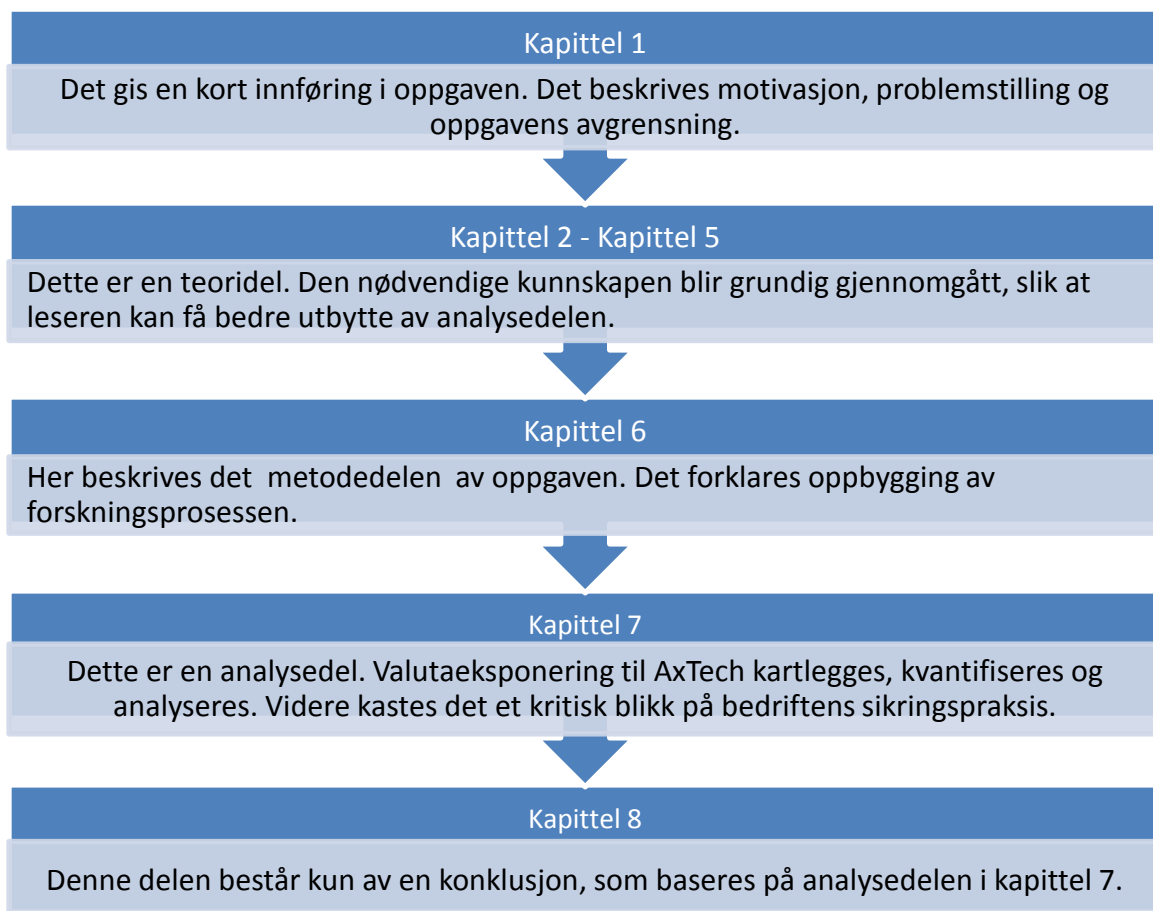 Kapittel 1
Det gis en kort innføring i oppgaven. Det beskrives motivasjon, problemstilling og
oppgavens avgrensning.
Kapittel 2 - Kapittel 5
Dette er en teoridel. Den nødvendige kunnskapen blir grundig gjennomgått, slik at
leseren kan få bedre utbytte av analysedelen.
Kapittel 6
Her beskrives det metodedelen av oppgaven. Det forklares oppbygging av
forskningsprosessen.
Kapittel 7
Dette er en analysedel. Valutaeksponering til AxTech kartlegges, kvantifiseres og
analyseres. Videre kastes det et kritisk blikk på bedriftens sikringspraksis.
Kapittel 8
Denne delen består kun av en konklusjon, som baseres på analysedelen i kapittel 7.